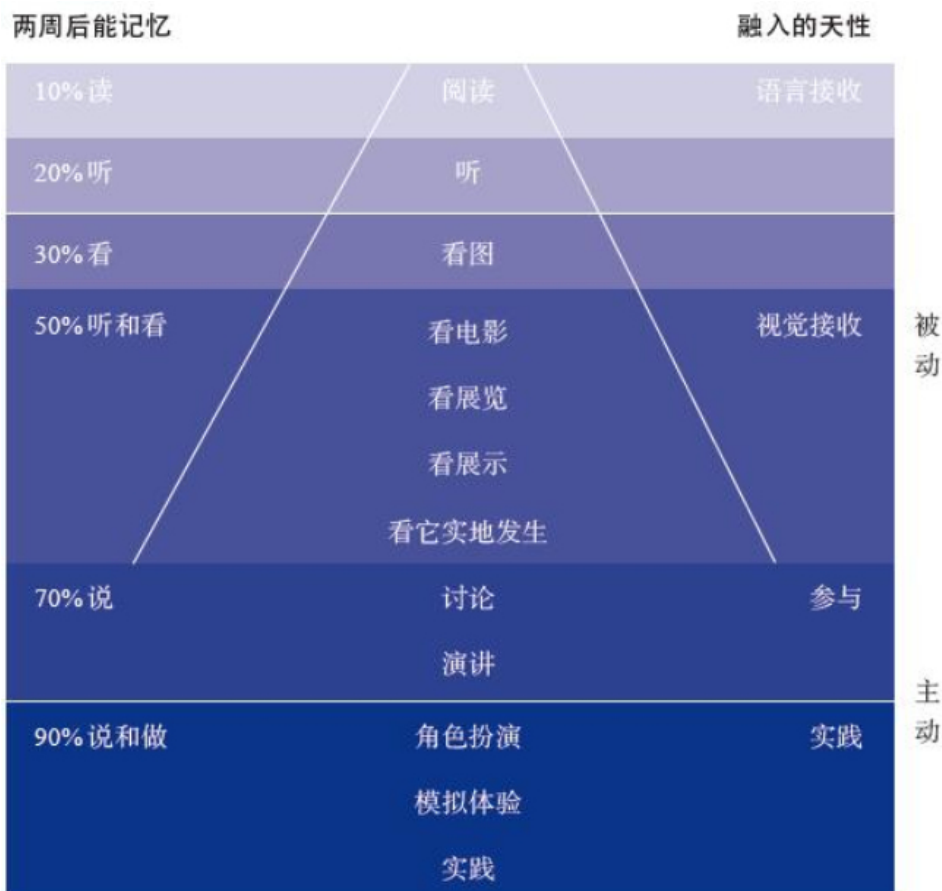 两周后能记忆 融入的天性
10%读 阅读 语言接收
20%听 听
30%看 看图
50%听和看 看电影 视觉接收 被动
看展览
看展示
看它实地发生
70%说 讨论 参与
演讲
主动
90%说和做 角色扮演 实践
模拟体验
实践